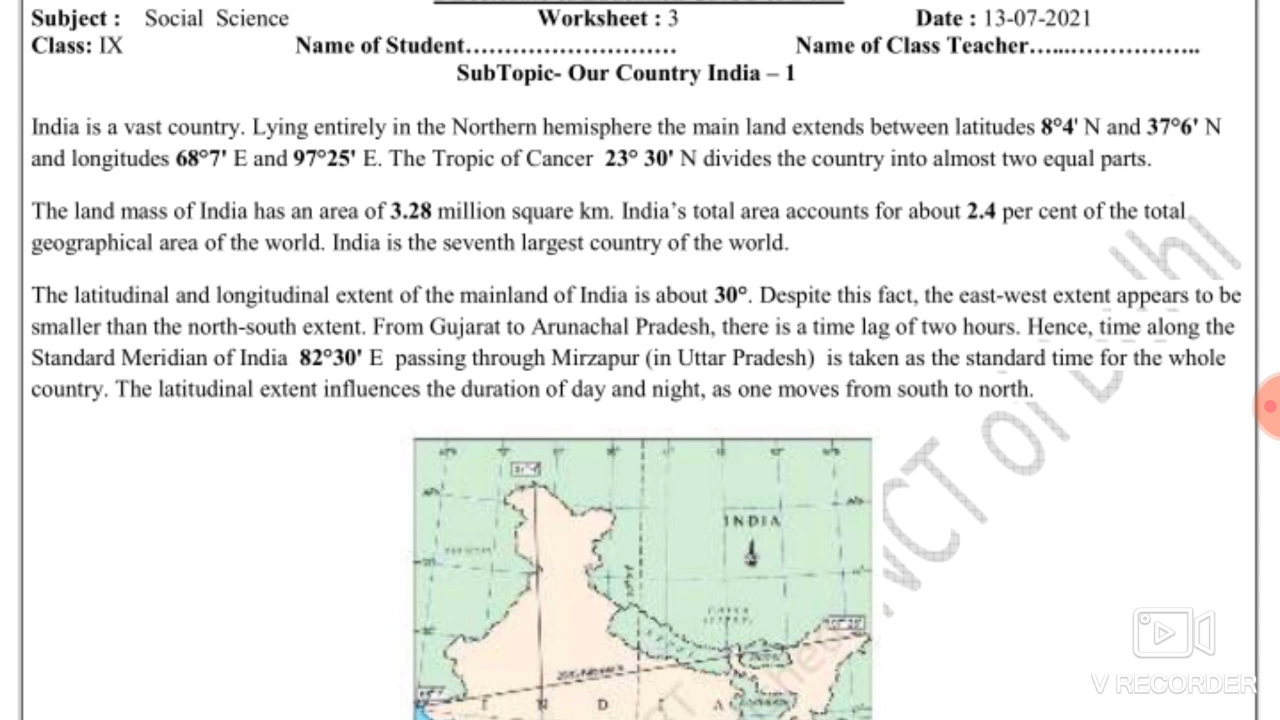 Subject : Social Science Worksheet : 3 Date : 13-07-2021
Class: IX Name of Student........................... Name of Class Teacher......................
SubTopic- Our Country India – 1
India is a vast country. Lying entirely in the Northern hemisphere the main land extends between latitudes 8°4' N and 37°6' N
and longitudes 68°7' E and 97°25' E. The Tropic of Cancer 23° 30' N divides the country into almost two equal parts.
The land mass of India has an area of 3.28 million square km. India's total area accounts for about 2.4 per cent of the total
geographical area of the world. India is the seventh largest country of the world.
The latitudinal and longitudinal extent of the mainland of India is about 30°. Despite this fact, the east-west extent appears to be
smaller than the north-south extent. From Gujarat to Arunachal Pradesh, there is a time lag of two hours. Hence, time along the
Standard Meridian of India 82°30' E passing through Mirzapur (in Uttar Pradesh) is taken as the standard time for the whole
country. The latitudinal extent influences the duration of day and night, as one moves from south to north.
INDIA
I N D I A
NCT of Delhi
V RECORDER